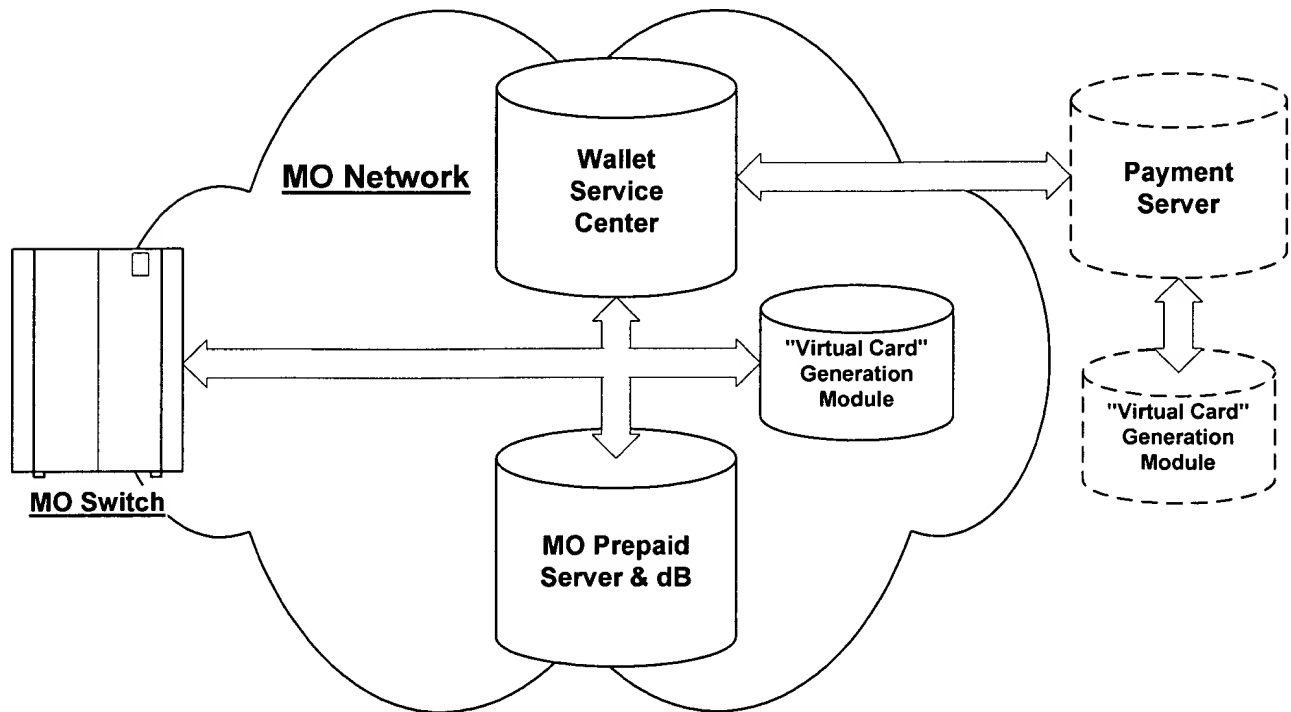 MO Network
Wallet
Service
Center
Payment
Server
"Virtual Card"
Generation
Module
"Virtual Card"
Generation
Module
MO Switch
MO Prepaid
Server & dB